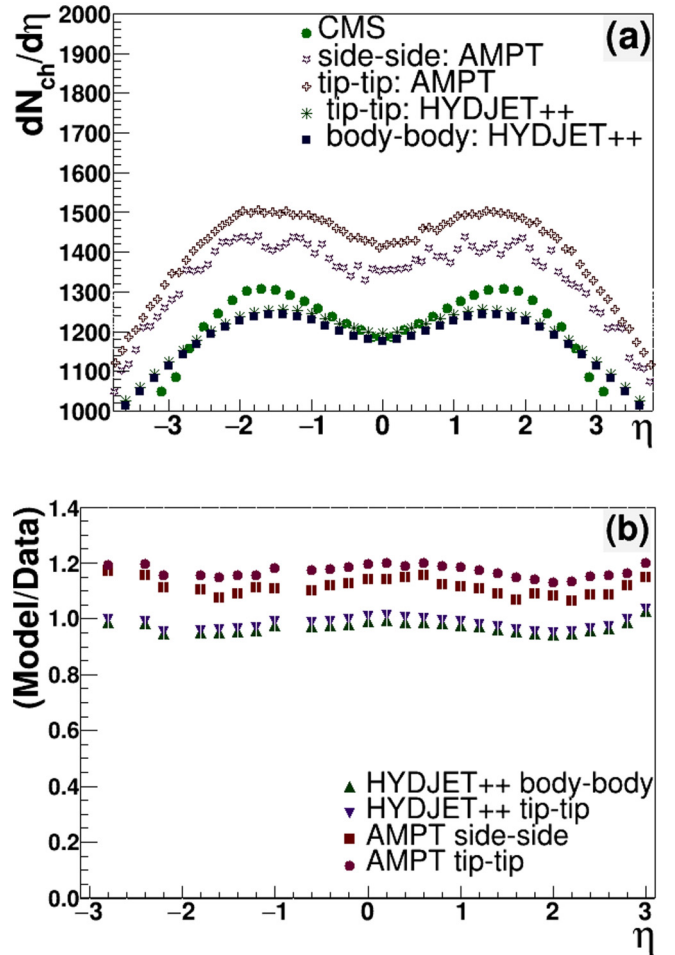 2000
1900
1800
1700
1600
1500
1400
1300
1200
1100
1000
dN_ch/dη
(a)
CMS
side-side: AMPT
tip-tip: AMPT
tip-tip: HYDJET++
body-body: HYDJET++
−3 −2 −1 0 1 2 3
η
1.4
1.2
1.0
0.8
0.6
0.4
0.2
0.0
(Model/Data)
(b)
HYDJET++ body-body
HYDJET++ tip-tip
AMPT side-side
AMPT tip-tip
−3 −2 −1 0 1 2 3
η